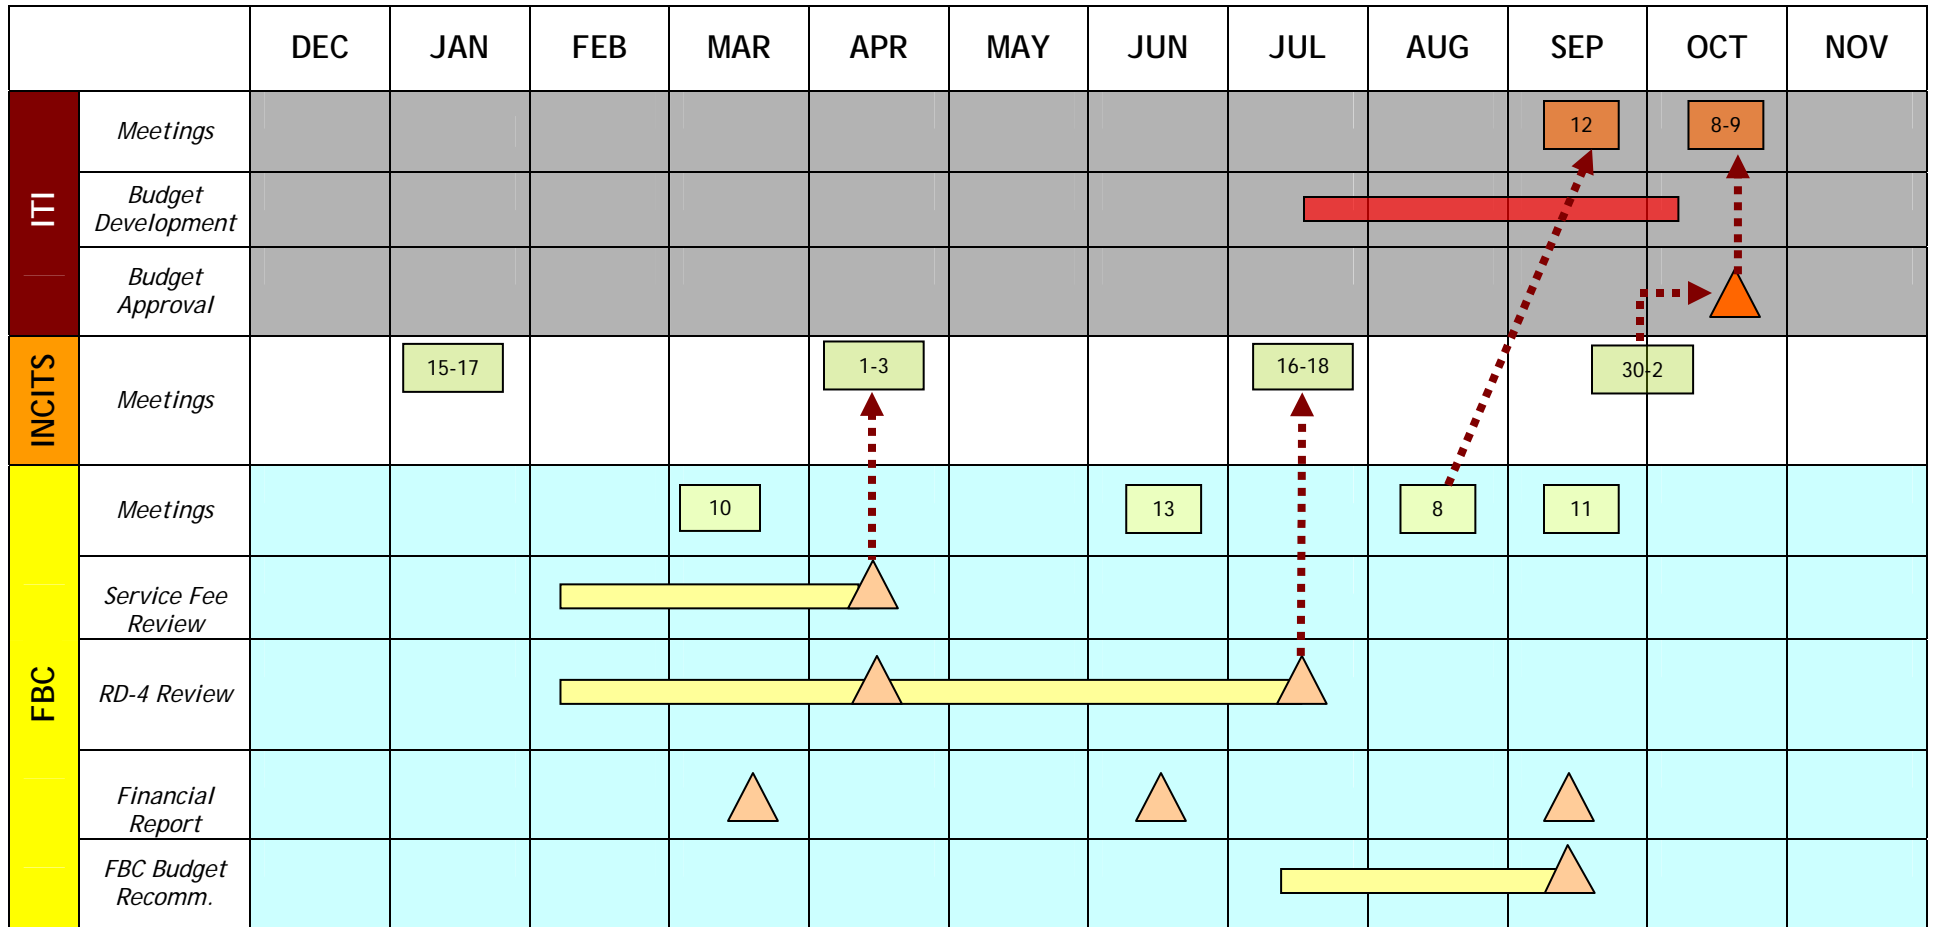 DEC JAN FEB MAR APR MAY JUN JUL AUG SEP OCT NOV
ITI
Meetings
12
8-9
Budget
Development
Budget
Approval
INCITS
Meetings
15-17
1-3
16-18
30-2
FBC
Meetings
10
13
8
11
Service Fee
Review
RD-4 Review
Financial
Report
FBC Budget
Recomm.